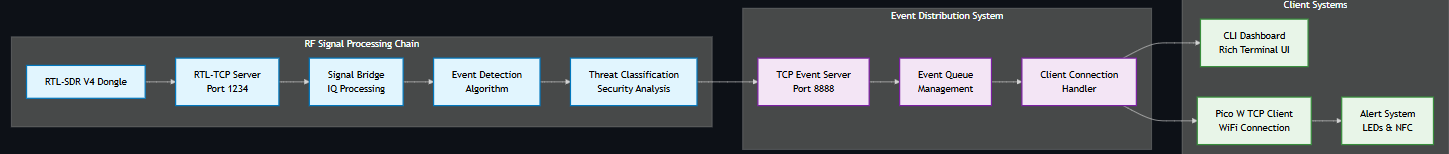 RF Signal Processing Chain
RTL-SDR V4 Dongle
RTL-TCP Server
Port 1234
Signal Bridge
IQ Processing
Event Detection
Algorithm
Threat Classification
Security Analysis
Event Distribution System
TCP Event Server
Port 8888
Event Queue
Management
Client Connection
Handler
Client Systems
CLI Dashboard
Rich Terminal UI
Pico W TCP Client
WiFi Connection
Alert System
LEDs & NFC